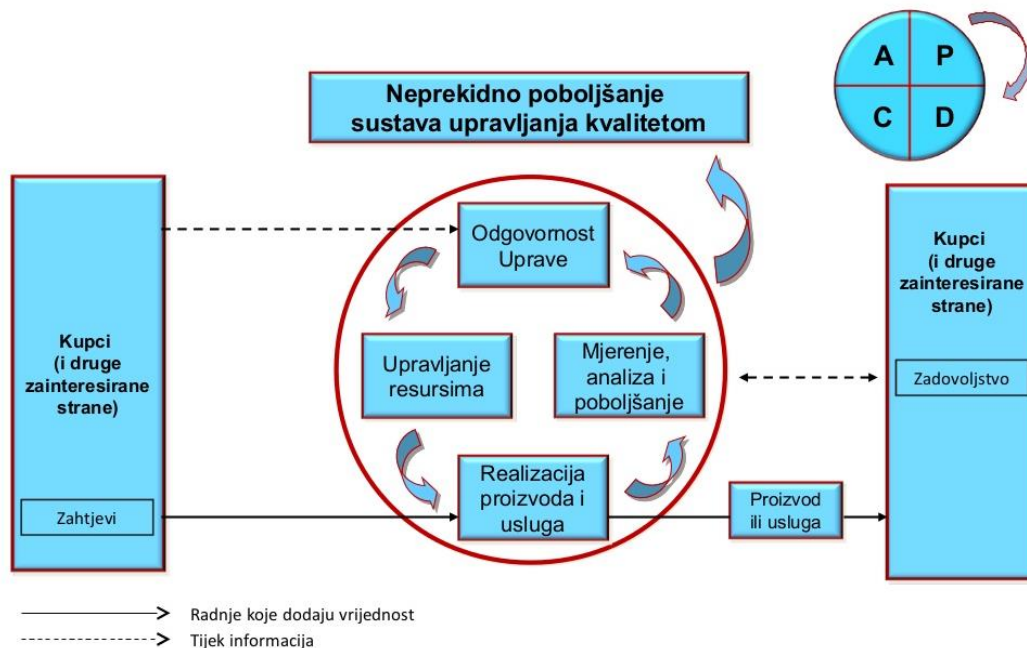 A P
C D
Neprekidno poboljšanje
sustava upravljanja kvalitetom
Kupci
(i druge
zainteresirane
strane)
Zahtjevi
Odgovornost
Uprave
Upravljanje
resursima
Mjerenje,
analiza i
poboljšanje
Realizacija
proizvoda i
usluga
Proizvod
ili usluga
Kupci
(i druge
zainteresirane
strane)
Zadovoljstvo
Radnje koje dodaju vrijednost
Tijek informacija